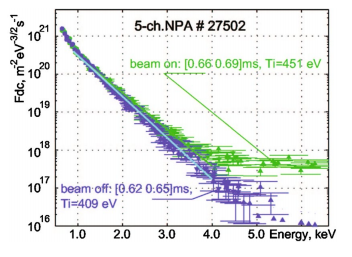 5-ch.NPA # 27502
Fdc, m⁻²eV⁻³/²s⁻¹
10²¹
beam on: [0.66 0.69]ms, Ti=451 eV
10²⁰
10¹⁹
10¹⁸
10¹⁷
beam off: [0.62 0.65]ms,
Ti=409 eV
10¹⁶
1.0 2.0 3.0 4.0 5.0 Energy, keV